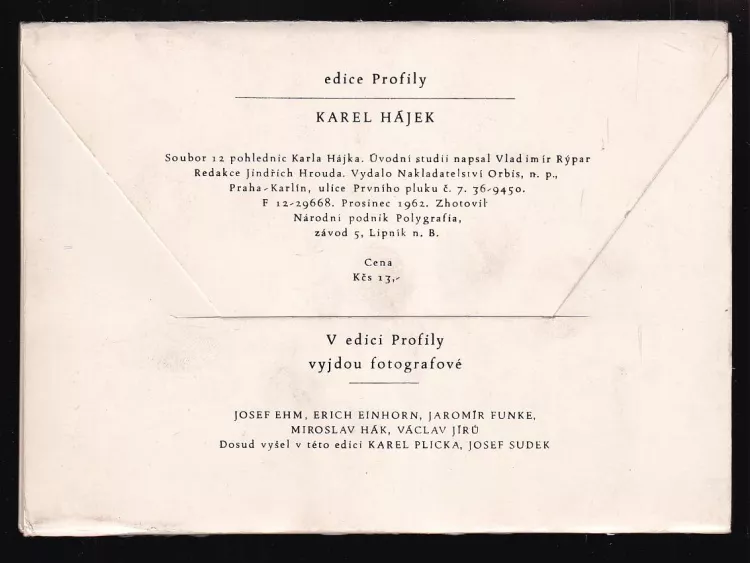 edice Profily
KAREL HÁJEK
Soubor 12 pohlednic Karla Hájka. Úvodní studii napsal Vladimír Rýpar
Redakce Jindřich Hrouda. Vydalo Nakladatelství Orbis, n. p.,
Praha-Karlín, ulice Prvního pluku č. 7. 36-9450.
F 12-29668. Prosinec 1962. Zhotovil
Národní podnik Polygrafia,
závod 5, Lipník n. B.
Cena
Kčs 13,-
V edici Profily
vyjdou fotografové
JOSEF EHM, ERICH EINHORN, JAROMÍR FUNKE,
MIROSLAV HÁK, VÁCLAV JÍRŮ
Dosud vyšel v této edici KAREL PLICKA, JOSEF SUDEK